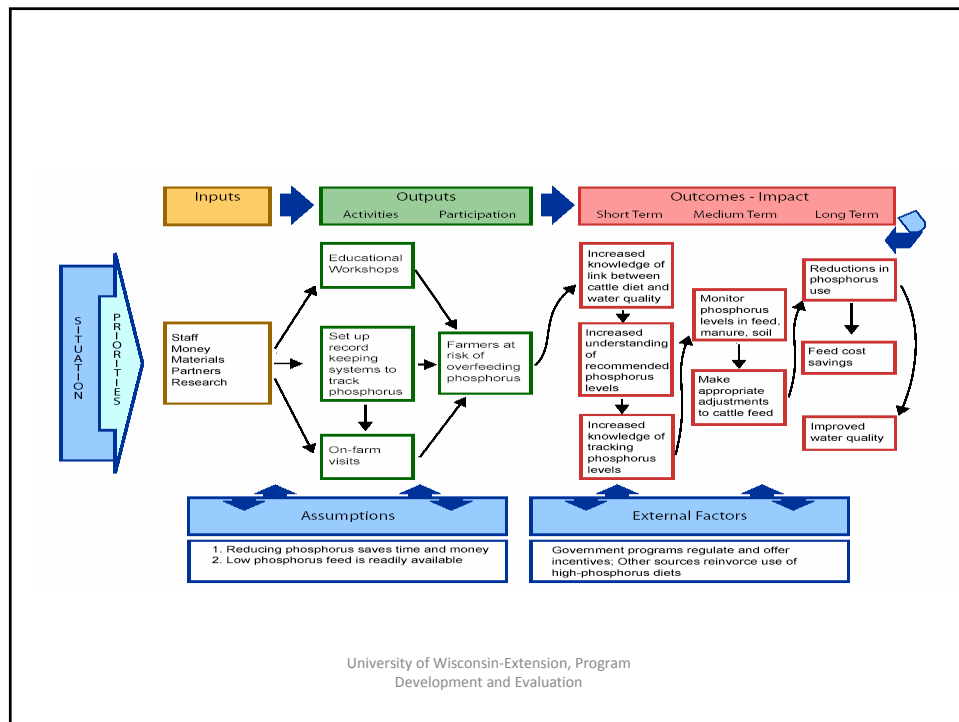 Inputs
Outputs
Activities Participation
Outcomes - Impact
Short Term Medium Term Long Term
SITUATION
PRIORITIES
Staff
Money
Materials
Partners
Research
Educational
Workshops
Set up
record
keeping
systems to
track
phosphorus
On-farm
visits
Farmers at
risk of
overfeeding
phosphorus
Increased
knowledge of
link between
cattle diet and
water quality
Increased
understanding
of
recommended
phosphorus
levels
Increased
knowledge of
tracking
phosphorus
levels
Monitor
phosphorus
levels in feed,
manure, soil
Make
appropriate
adjustments
to cattle feed
Reductions in
phosphorus
use
Feed cost
savings
Improved
water quality
Assumptions
1. Reducing phosphorus saves time and money
2. Low phosphorus feed is readily available
External Factors
Government programs regulate and offer
incentives; Other sources reinvorce use of
high-phosphorus diets
University of Wisconsin-Extension, Program
Development and Evaluation